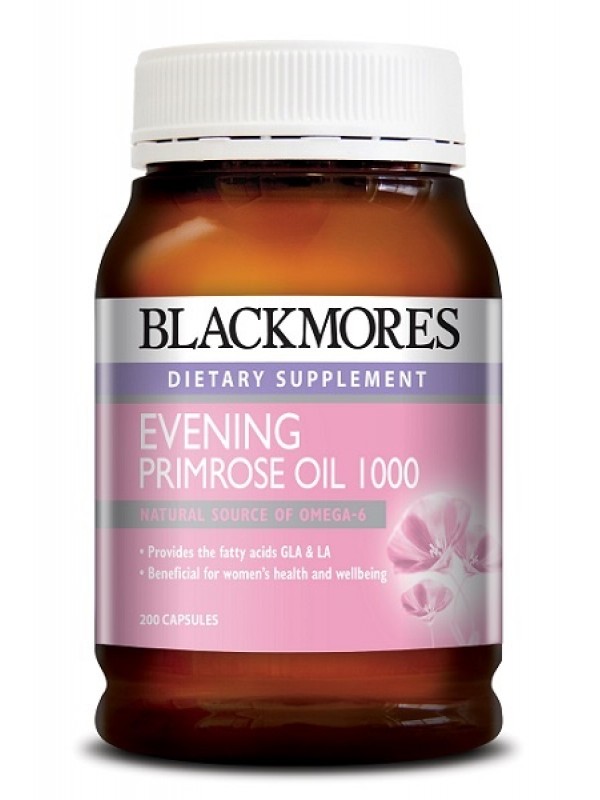 BLACKMORES
DIETARY SUPPLEMENT
EVENING
PRIMROSE OIL 1000
NATURAL SOURCE OF OMEGA-6
• Provides the fatty acids GLA & LA
• Beneficial for women's health and wellbeing
200 CAPSULES